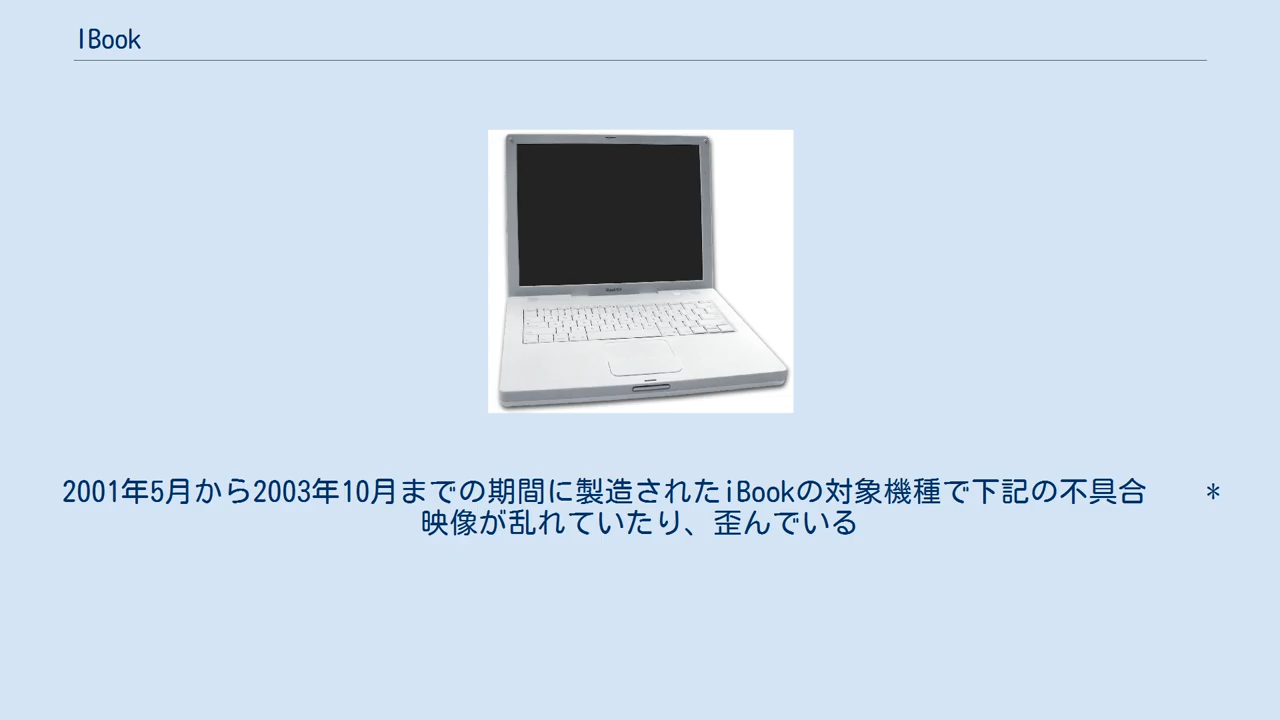 IBook
2001年5月から2003年10月までの期間に製造されたiBookの対象機種で下記の不具合　　*
映像が乱れていたり、歪んでいる